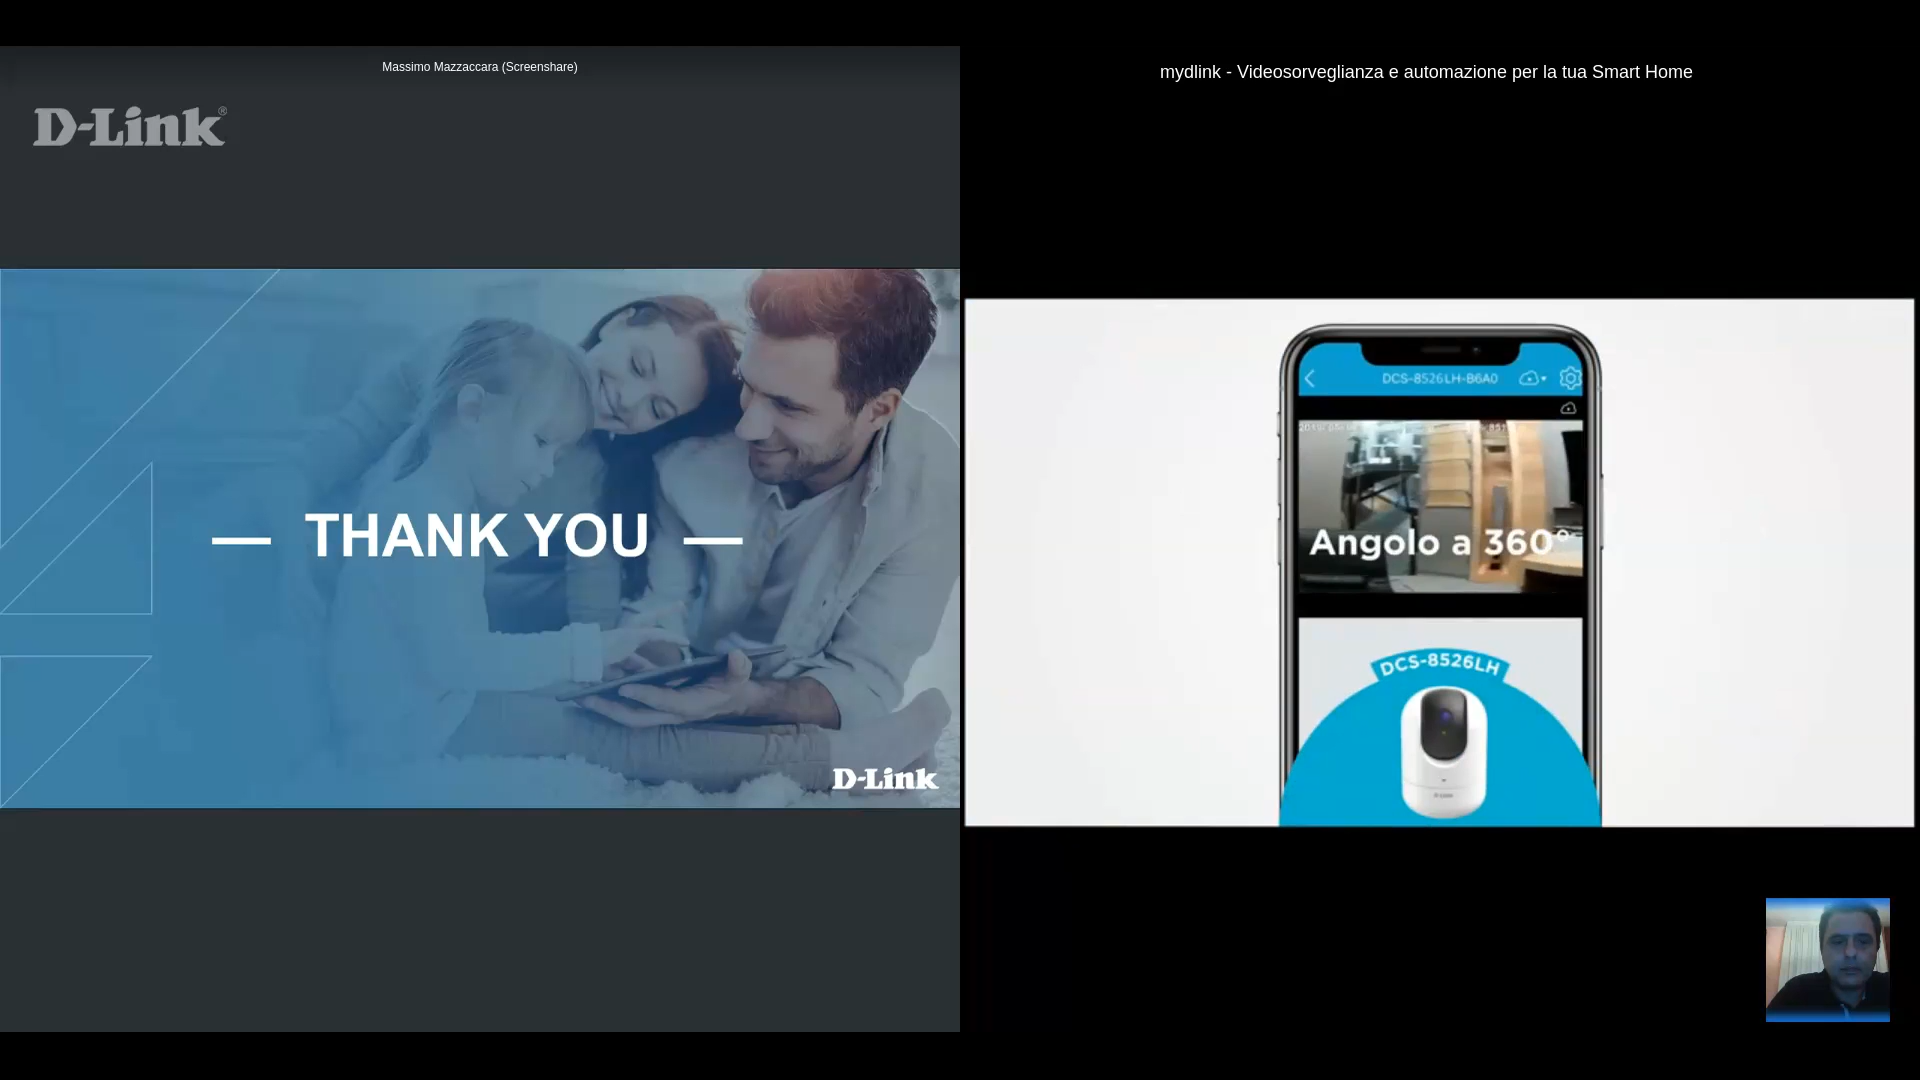 Massimo Mazzaccara (Screenshare)
D-Link®
THANK YOU
D-Link
mydlink - Videosorveglianza e automazione per la tua Smart Home
DCS-8526LH-B6A0
Angolo a 360°
DCS-8526LH